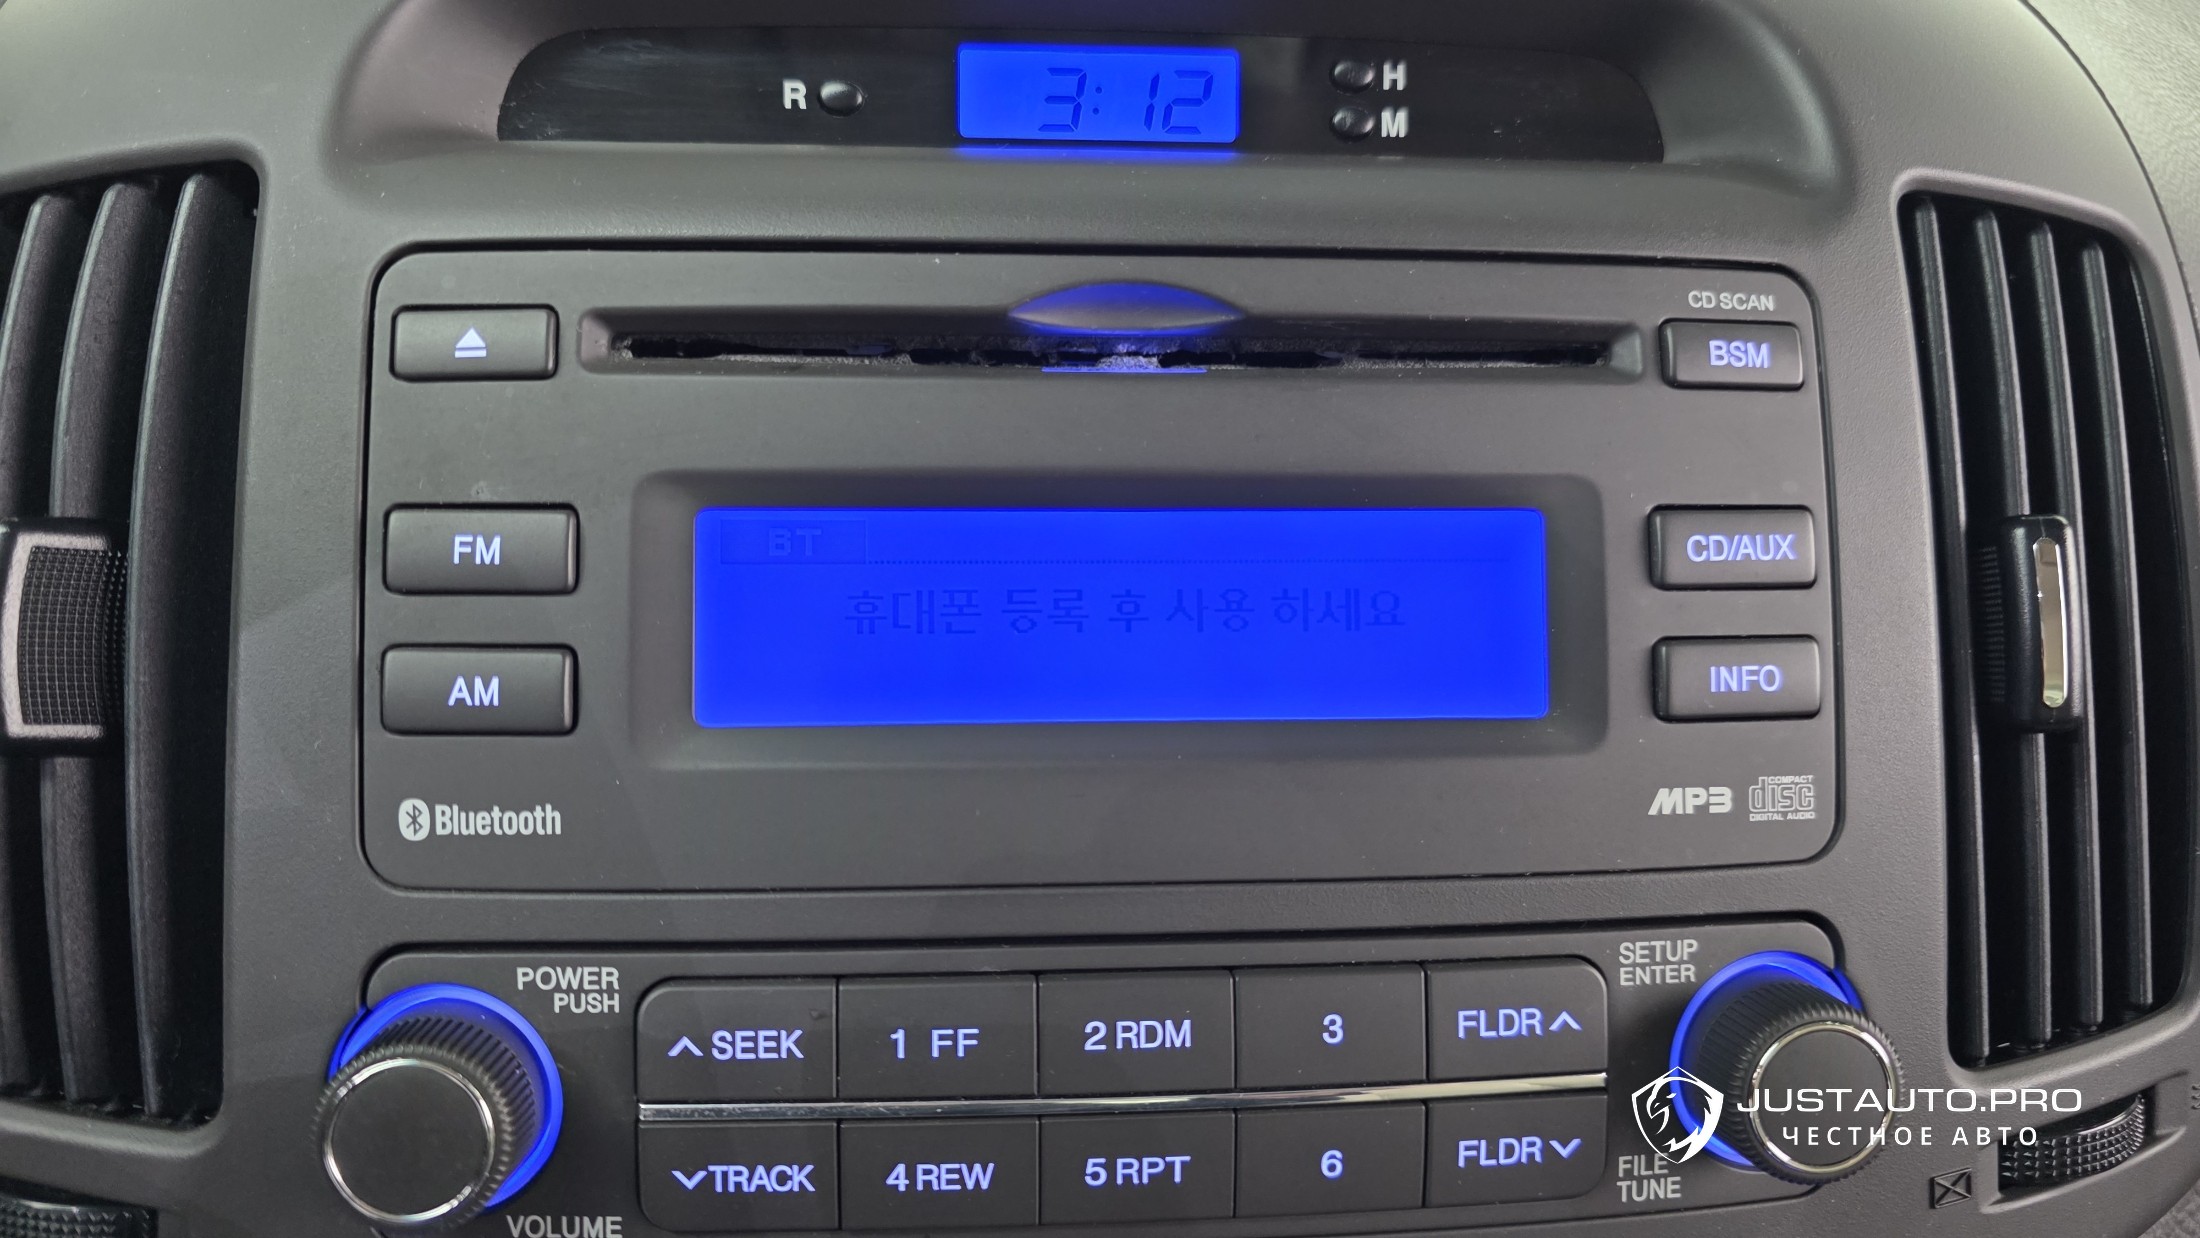 R
3:12
H
M
CD SCAN
BSM
FM
CD/AUX
BT
휴대폰 등록 후 사용 하세요
AM
INFO
Bluetooth
MP3
COMPACT
disc
DIGITAL AUDIO
POWER
PUSH
SETUP
ENTER
SEEK
1 FF
2 RDM
3
FLDR
TRACK
4 REW
5 RPT
6
FLDR
VOLUME
FILE
TUNE
JUSTAUTO.PRO
ЧЕСТНОЕ АВТО